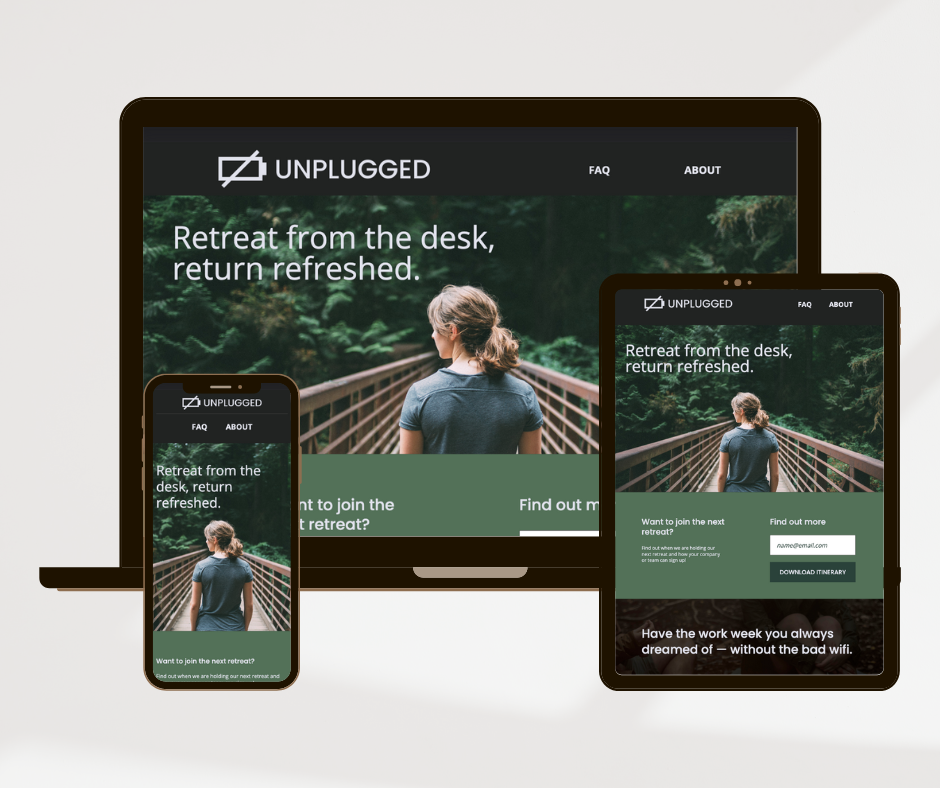 UNPLUGGED
FAQ
ABOUT
Retreat from the desk,
return refreshed.
nt to join the
t retreat?
Find out m
UNPLUGGED
FAQ
ABOUT
Retreat from the
desk, return
refreshed.
Want to join the next retreat?
Find out when we are holding our next retreat and
UNPLUGGED
FAQ
ABOUT
Retreat from the desk,
return refreshed.
Want to join the next
retreat?
Find out when we are holding our
next retreat and how your company
or team can sign up!
Find out more
name@email.com
DOWNLOAD ITINERARY
Have the work week you always
dreamed of — without the bad wifi.